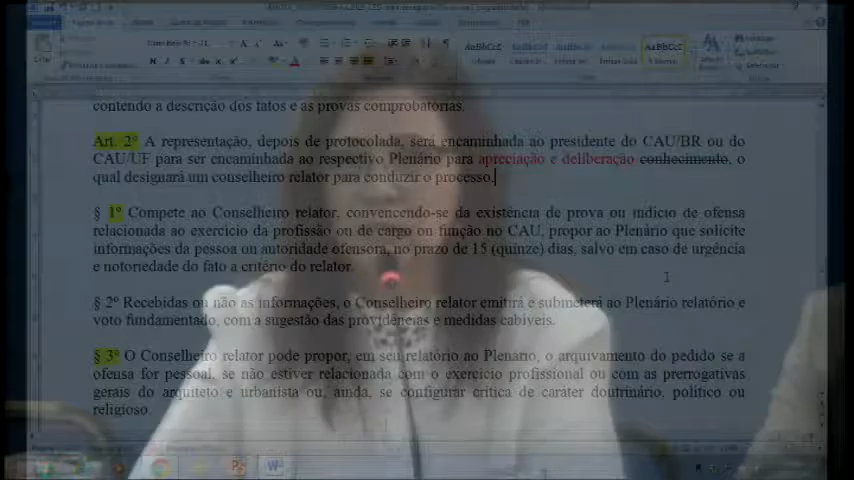 contendo a descrição dos fatos e as provas comprobatórias.
Art. 2º A representação, depois de protocolada, será encaminhada ao presidente do CAU/BR ou do
CAU/UF para ser encaminhada ao respectivo Plenário para apreciação e deliberação conhecimento, o
qual designará um conselheiro relator para conduzir o processo.
§ 1º Compete ao Conselheiro relator, convencendo-se da existência de prova ou indício de ofensa
relacionada ao exercício da profissão ou de cargo ou função no CAU, propor ao Plenário que solicite
informações da pessoa ou autoridade ofensora, no prazo de 15 (quinze) dias, salvo em caso de urgência
e notoriedade do fato a critério do relator.
§ 2º Recebidas ou não as informações, o Conselheiro relator emitirá e submeterá ao Plenário relatório e
voto fundamentado, com a sugestão das providências e medidas cabíveis.
§ 3º O Conselheiro relator pode propor, em seu relatório ao Plenário, o arquivamento do pedido se a
ofensa for pessoal, se não estiver relacionada com o exercício profissional ou com as prerrogativas
gerais do arquiteto e urbanista ou, ainda, se configurar crítica de caráter doutrinário, político ou
religioso.